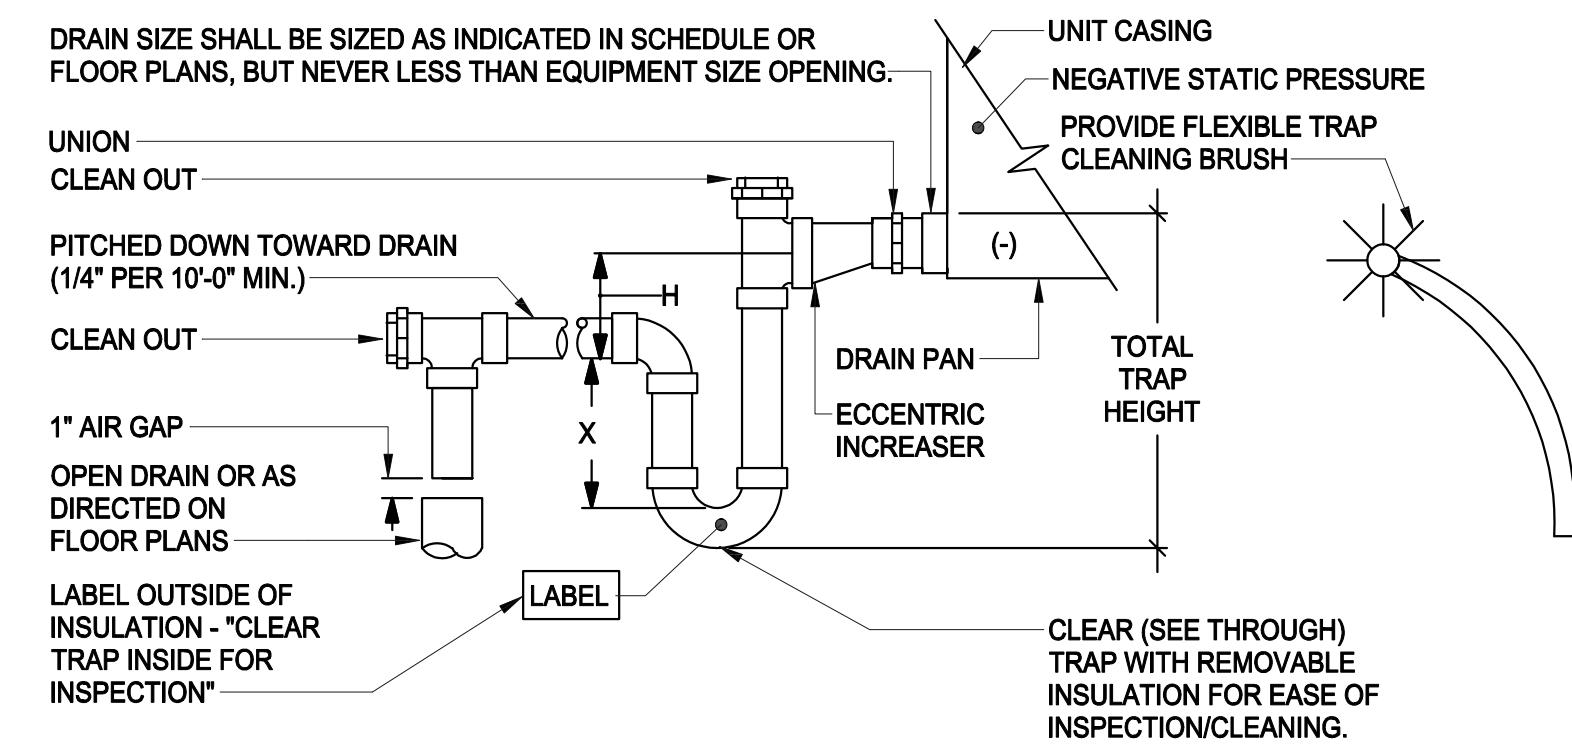 DRAIN SIZE SHALL BE SIZED AS INDICATED IN SCHEDULE OR
FLOOR PLANS, BUT NEVER LESS THAN EQUIPMENT SIZE OPENING.
UNION
CLEAN OUT
PITCHED DOWN TOWARD DRAIN
(1/4" PER 10'-0" MIN.)
CLEAN OUT
1" AIR GAP
OPEN DRAIN OR AS
DIRECTED ON
FLOOR PLANS
LABEL OUTSIDE OF
INSULATION - "CLEAR
TRAP INSIDE FOR
INSPECTION"
LABEL
H
X
UNIT CASING
NEGATIVE STATIC PRESSURE
PROVIDE FLEXIBLE TRAP
CLEANING BRUSH
(-)
DRAIN PAN
ECCENTRIC
INCREASER
TOTAL
TRAP
HEIGHT
CLEAR (SEE THROUGH)
TRAP WITH REMOVABLE
INSULATION FOR EASE OF
INSPECTION/CLEANING.